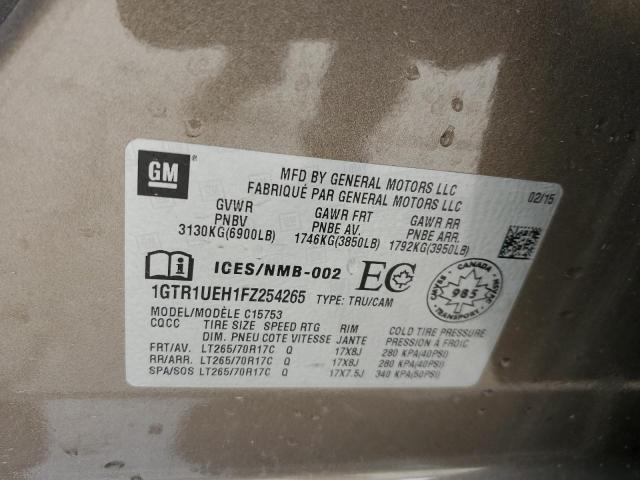 GM
MFD BY GENERAL MOTORS LLC
FABRIQUÉ PAR GENERAL MOTORS LLC
02/15
GVWR GAWR FRT GAWR RR
PNBV PNBE AV. PNBE ARR.
3130KG(6900LB) 1746KG(3850LB) 1792KG(3950LB)
ICES/NMB-002 EC
CANADA
CMVSS 985 NSVAC
TRANSPORT
1GTR1UEH1FZ254265 TYPE: TRU/CAM
MODEL/MODÈLE C15753
CQCC TIRE SIZE SPEED RTG RIM COLD TIRE PRESSURE
DIM. PNEU COTE VITESSE JANTE PRESSION À FROID
FRT/AV. LT265/70R17C Q 17X8J 280 KPA(40PSI)
RR/ARR. LT265/70R17C Q 17X8J 280 KPA(40PSI)
SPA/SOS LT265/70R17C Q 17X7.5J 340 KPA(50PSI)